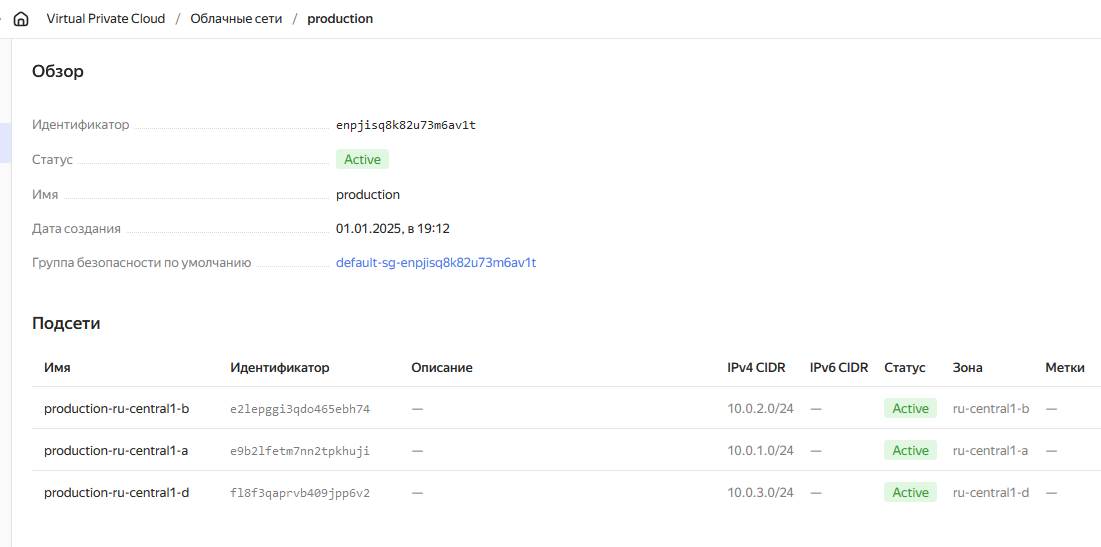 Virtual Private Cloud / Облачные сети / production
Обзор
Идентификатор enpjisq8k82u73m6av1t
Статус Active
Имя production
Дата создания 01.01.2025, в 19:12
Группа безопасности по умолчанию default-sg-enpjisq8k82u73m6av1t
Подсети
Имя Идентификатор Описание IPv4 CIDR IPv6 CIDR Статус Зона Метки
production-ru-central1-b e2lepggi3qdo465ebh74 — 10.0.2.0/24 — Active ru-central1-b —
production-ru-central1-a e9b2lfetm7nn2tpkhuji — 10.0.1.0/24 — Active ru-central1-a —
production-ru-central1-d fl8f3qaprvb409jpp6v2 — 10.0.3.0/24 — Active ru-central1-d —